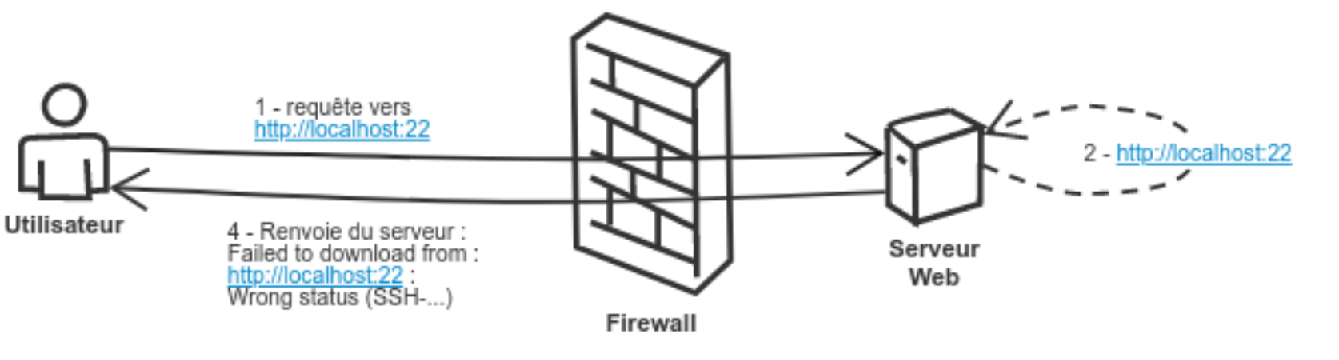 1 - requête vers
http://localhost:22
2 - http://localhost:22
Utilisateur
4 - Renvoie du serveur :
Failed to download from :
http://localhost:22 :
Wrong status (SSH-...)
Serveur
Web
Firewall